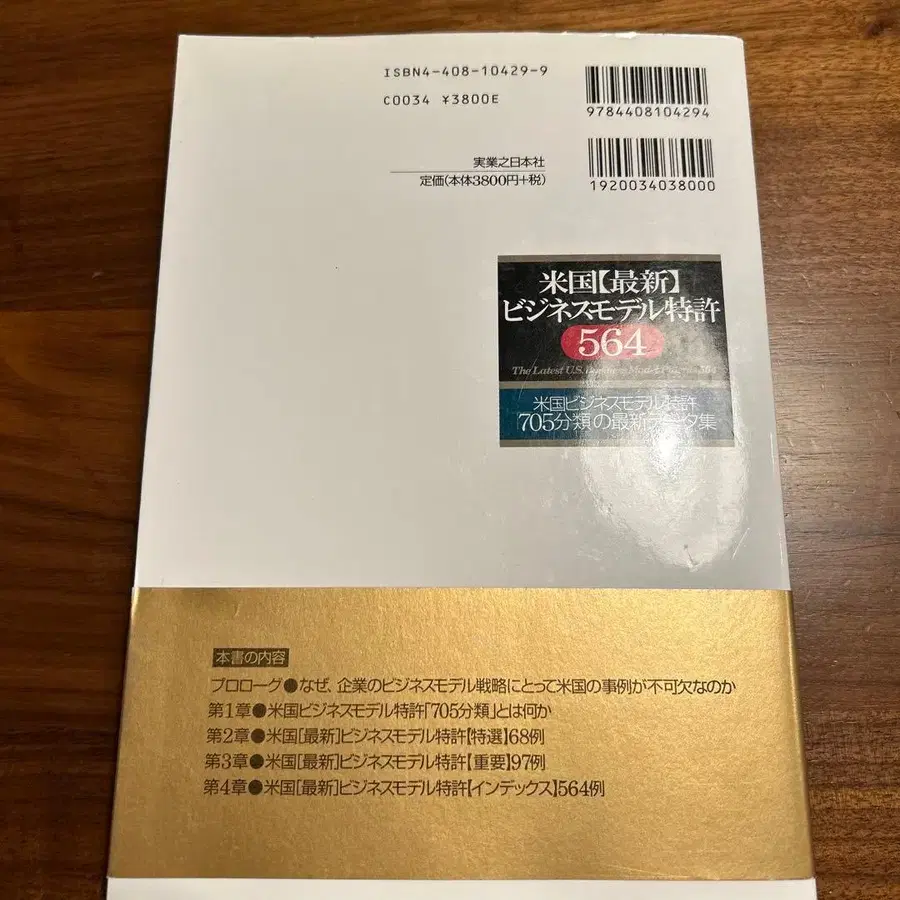 ISBN4-408-10429-9
C0034 ¥3800E
9784408104294
実業之日本社
定価(本体3800円+税)
1920034038000
米国【最新】
ビジネスモデル特許
564
The Latest U.S. Business Model Patents 564
米国ビジネスモデル特許
「705分類」の最新データ集
本書の内容
プロローグ●なぜ、企業のビジネスモデル戦略にとって米国の事例が不可欠なのか
第1章●米国ビジネスモデル特許「705分類」とは何か
第2章●米国[最新]ビジネスモデル特許【特選】68例
第3章●米国[最新]ビジネスモデル特許【重要】97例
第4章●米国[最新]ビジネスモデル特許【インデックス】564例